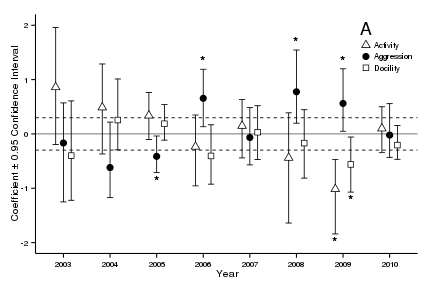 A
Activity
Aggression
Docility
Coefficient + 0.95 Confidence Interval
2
1
0
-1
-2
* * * * * *
2003 2004 2005 2006 2007 2008 2009 2010
Year